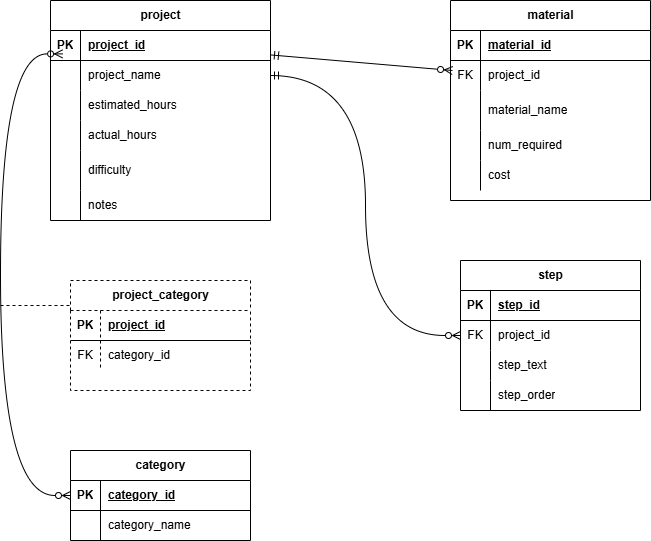 project
PK project_id
project_name
estimated_hours
actual_hours
difficulty
notes
material
PK material_id
FK project_id
material_name
num_required
cost
project_category
PK project_id
FK category_id
step
PK step_id
FK project_id
step_text
step_order
category
PK category_id
category_name